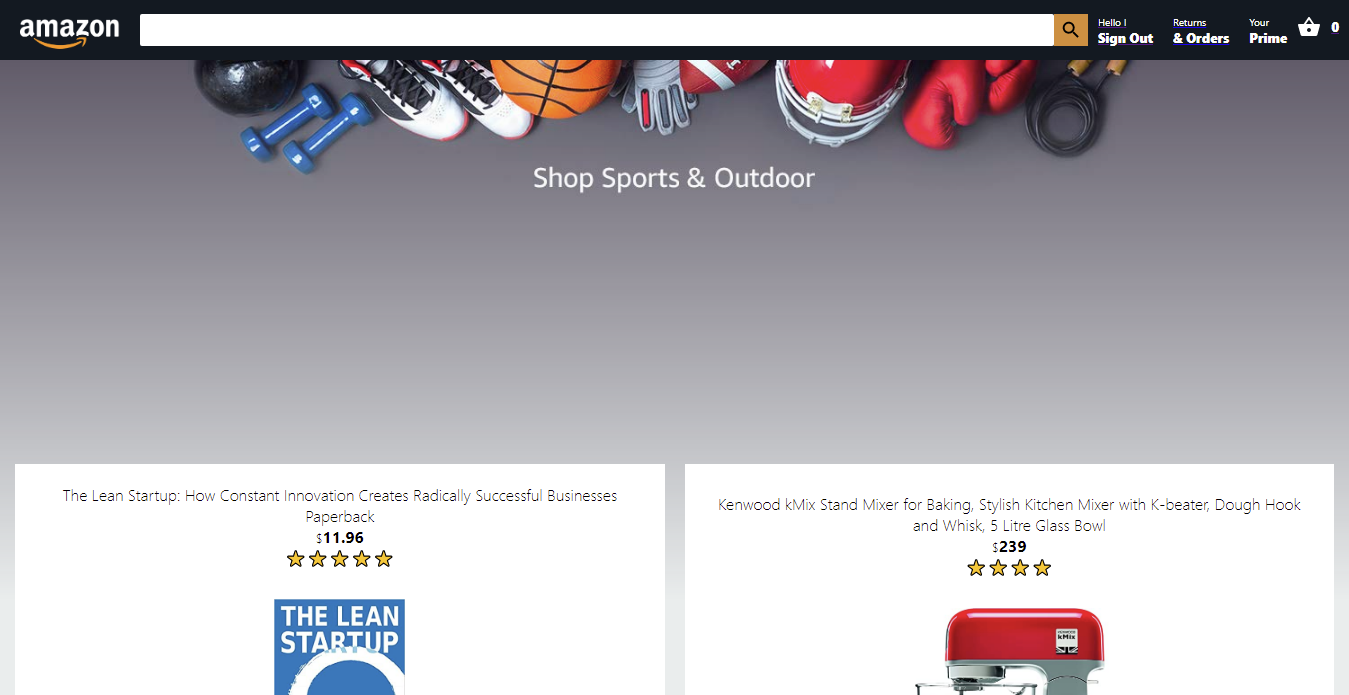 amazon
Hello !
Sign Out
Returns
& Orders
Your
Prime
0
Shop Sports & Outdoor
The Lean Startup: How Constant Innovation Creates Radically Successful Businesses
Paperback
$11.96
THE LEAN
STARTUP
Kenwood kMix Stand Mixer for Baking, Stylish Kitchen Mixer with K-beater, Dough Hook
and Whisk, 5 Litre Glass Bowl
$239
KENWOOD
kMix